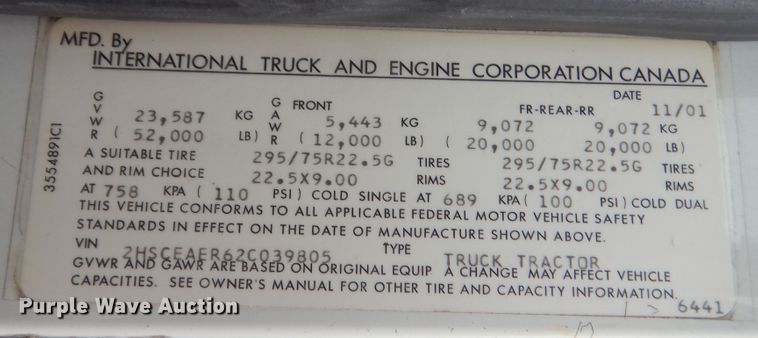 MFD. By
INTERNATIONAL TRUCK AND ENGINE CORPORATION CANADA
DATE
GVWR GAWR FRONT FR-REAR-RR 11/01
23,587 KG 5,443 KG 9,072 9,072 KG
( 52,000 LB) ( 12,000 LB) ( 20,000 20,000 LB)
A SUITABLE TIRE 295/75R22.5G TIRES 295/75R22.5G TIRES
AND RIM CHOICE 22.5X9.00 RIMS 22.5X9.00 RIMS
AT 758 KPA ( 110 PSI) COLD SINGLE AT 689 KPA ( 100 PSI) COLD DUAL
THIS VEHICLE CONFORMS TO ALL APPLICABLE FEDERAL MOTOR VEHICLE SAFETY
STANDARDS IN EFFECT ON THE DATE OF MANUFACTURE SHOWN ABOVE.
VIN 2HSCEAER62C039805 TYPE TRUCK TRACTOR
GVWR AND GAWR ARE BASED ON ORIGINAL EQUIP A CHANGE MAY AFFECT VEHICLE
CAPACITIES. SEE OWNER'S MANUAL FOR OTHER TIRE AND CAPACITY INFORMATION.
6441
3554891C1
Purple Wave Auction